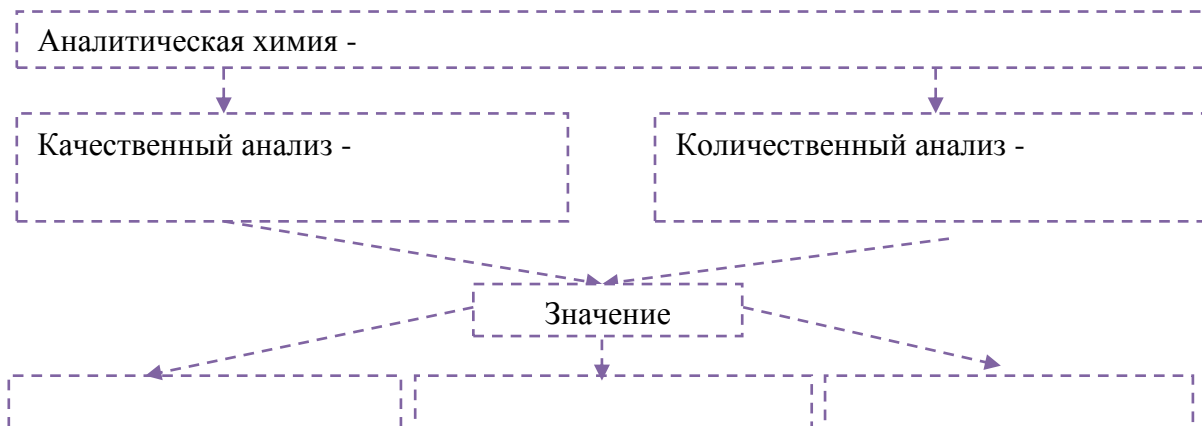 Аналитическая химия -
Качественный анализ -
Количественный анализ -
Значение